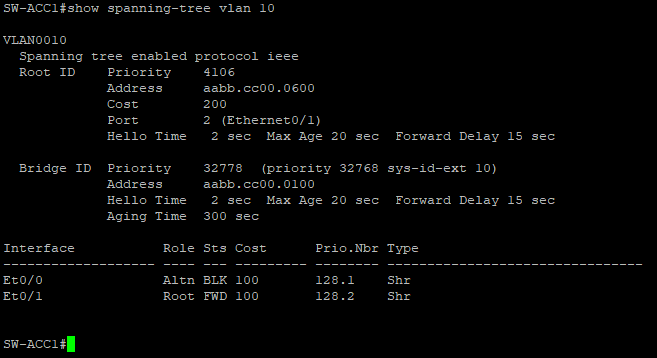 SW-ACC1#show spanning-tree vlan 10
VLAN0010
  Spanning tree enabled protocol ieee
  Root ID    Priority    4106
             Address     aabb.cc00.0600
             Cost        200
             Port        2 (Ethernet0/1)
             Hello Time   2 sec  Max Age 20 sec  Forward Delay 15 sec
  Bridge ID  Priority    32778  (priority 32768 sys-id-ext 10)
             Address     aabb.cc00.0100
             Hello Time   2 sec  Max Age 20 sec  Forward Delay 15 sec
             Aging Time  300 sec
Interface           Role Sts Cost      Prio.Nbr Type
------------------- ---- --- --------- -------- --------------------------------
Et0/0               Altn BLK 100       128.1    Shr
Et0/1               Root FWD 100       128.2    Shr
SW-ACC1#